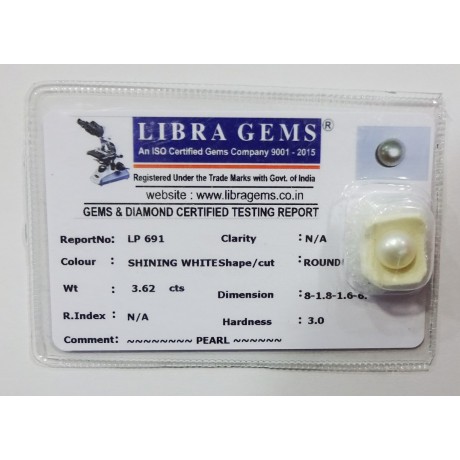 LIBRA GEMS ®
An ISO Certified Gems Company 9001 - 2015
Registered Under the Trade Marks with Govt. of India
website : www.libragems.co.in
GEMS & DIAMOND CERTIFIED TESTING REPORT
ReportNo: LP 691 Clarity : N/A
Colour : SHINING WHITE Shape/cut : ROUND
Wt : 3.62 cts Dimension : 8-1.8-1.6-6.
R.Index : N/A Hardness : 3.0
Comment: ~~~~~~~~ PEARL ~~~~~~